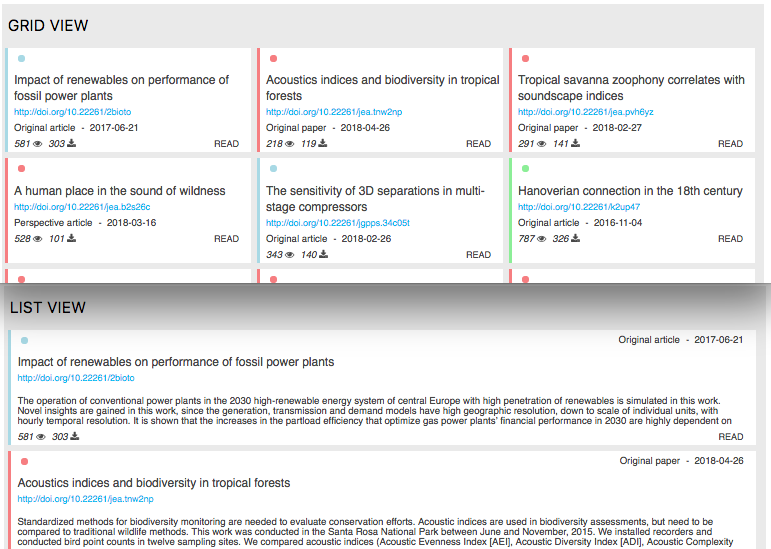 GRID VIEW
Impact of renewables on performance of
fossil power plants
http://doi.org/10.22261/2bioto
Original article - 2017-06-21
581 303
READ
Acoustics indices and biodiversity in tropical
forests
http://doi.org/10.22261/jea.tnw2np
Original paper - 2018-04-26
218 119
READ
Tropical savanna zoophony correlates with
soundscape indices
http://doi.org/10.22261/jea.pvh6yz
Original paper - 2018-02-27
291 141
READ
A human place in the sound of wildness
http://doi.org/10.22261/jea.b2s26c
Perspective article - 2018-03-16
528 101
READ
The sensitivity of 3D separations in multi-
stage compressors
http://doi.org/10.22261/jgpps.34c05t
Original article - 2018-02-26
343 140
READ
Hanoverian connection in the 18th century
http://doi.org/10.22261/k2up47
Original article - 2016-11-04
787 326
READ
LIST VIEW
Original article - 2017-06-21
Impact of renewables on performance of fossil power plants
http://doi.org/10.22261/2bioto
The operation of conventional power plants in the 2030 high-renewable energy system of central Europe with high penetration of renewables is simulated in this work.
Novel insights are gained in this work, since the generation, transmission and demand models have high geographic resolution, down to scale of individual units, with
hourly temporal resolution. It is shown that the increases in the partload efficiency that optimize gas power plants' financial performance in 2030 are highly dependent on
581 303
READ
Original paper - 2018-04-26
Acoustics indices and biodiversity in tropical forests
http://doi.org/10.22261/jea.tnw2np
Standardized methods for biodiversity monitoring are needed to evaluate conservation efforts. Acoustic indices are used in biodiversity assessments, but need to be
compared to traditional wildlife methods. This work was conducted in the Santa Rosa National Park between June and November, 2015. We installed recorders and
conducted bird point counts in twelve sampling sites. We compared acoustic indices (Acoustic Evenness Index [AEI], Acoustic Diversity Index [ADI], Acoustic Complexity